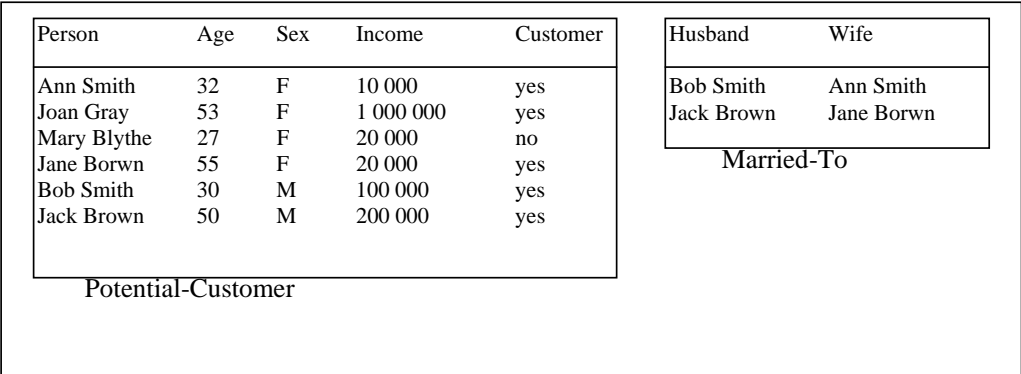 Person Age Sex Income Customer
Ann Smith 32 F 10 000 yes
Joan Gray 53 F 1 000 000 yes
Mary Blythe 27 F 20 000 no
Jane Borwn 55 F 20 000 yes
Bob Smith 30 M 100 000 yes
Jack Brown 50 M 200 000 yes
Potential-Customer
Husband Wife
Bob Smith Ann Smith
Jack Brown Jane Borwn
Married-To